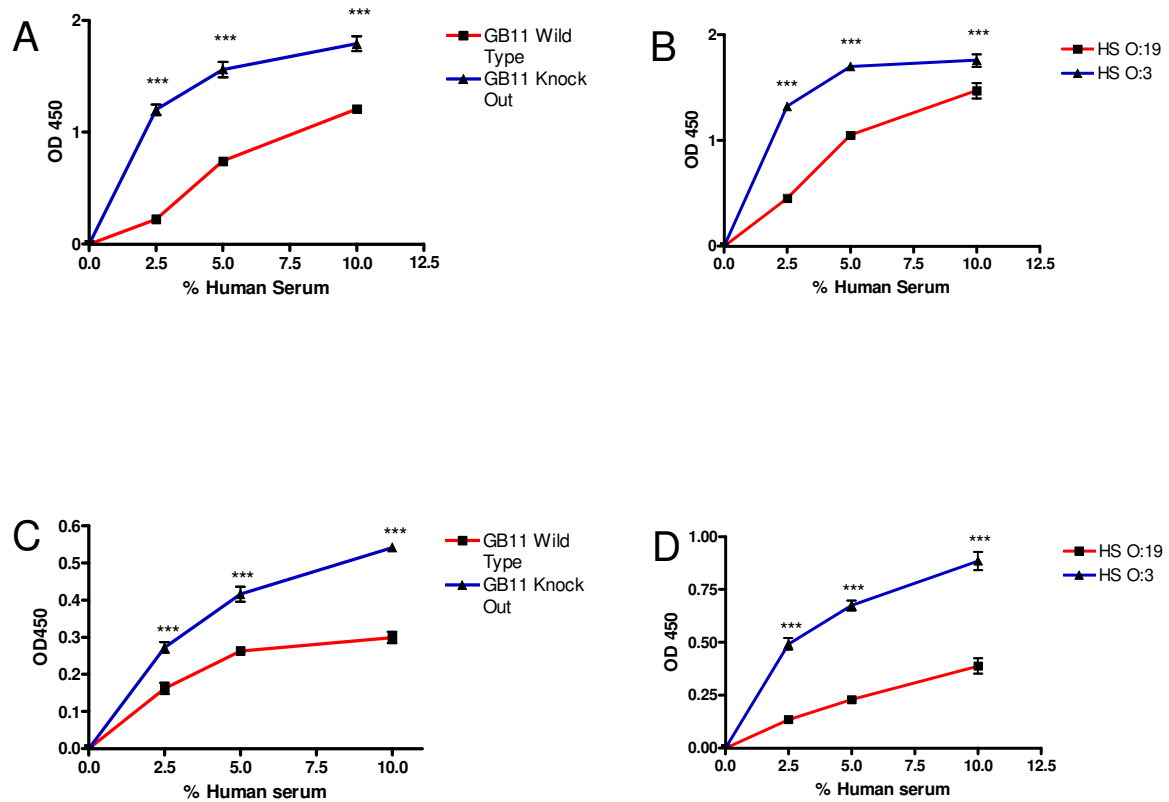 A
2
1
0
OD 450
***
***
***
0.0 2.5 5.0 7.5 10.0 12.5
% Human Serum
GB11 Wild
Type
GB11 Knock
Out
B
2
1
0
OD 450
***
***
***
0.0 2.5 5.0 7.5 10.0 12.5
% Human Serum
HS O:19
HS O:3
C
0.6
0.5
0.4
0.3
0.2
0.1
0.0
OD450
***
***
***
0.0 2.5 5.0 7.5 10.0
% Human serum
GB11 Wild
Type
GB11 Knock
Out
D
1.00
0.75
0.50
0.25
0.00
OD 450
***
***
***
0.0 2.5 5.0 7.5 10.0 12.5
% Human serum
HS O:19
HS O:3